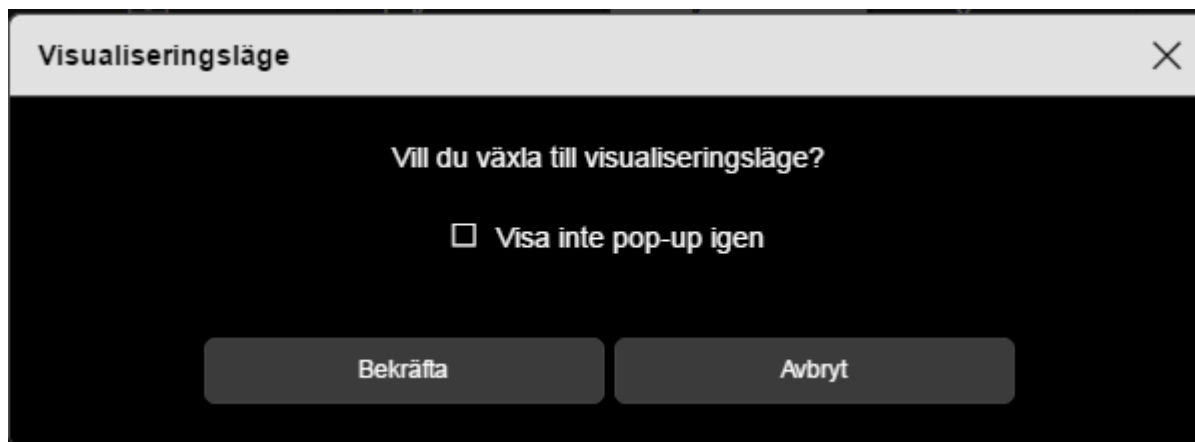 Visualiseringsläge
Vill du växla till visualiseringsläge?
Visa inte pop-up igen
Bekräfta
Avbryt